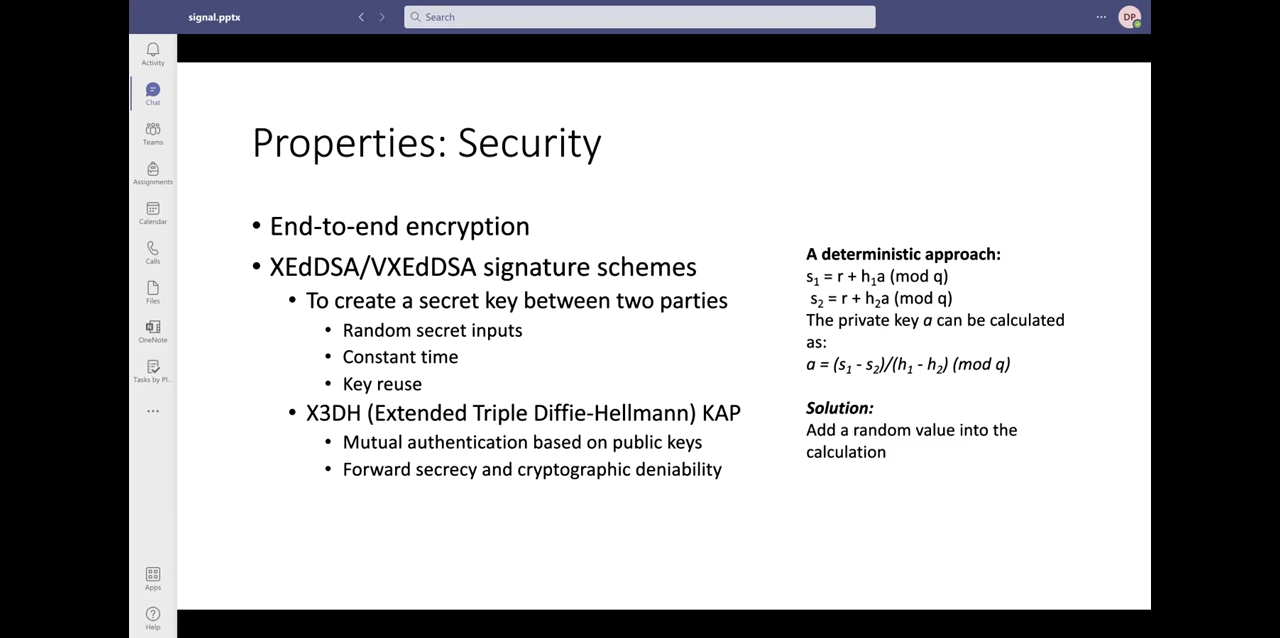 signal.pptx
Search
DP
Activity
Chat
Teams
Assignments
Calendar
Calls
Files
OneNote
Tasks by Pl...
Apps
Help
Properties: Security
• End-to-end encryption
• XEdDSA/VXEdDSA signature schemes
• To create a secret key between two parties
• Random secret inputs
• Constant time
• Key reuse
• X3DH (Extended Triple Diffie-Hellmann) KAP
• Mutual authentication based on public keys
• Forward secrecy and cryptographic deniability
A deterministic approach:
s₁ = r + h₁a (mod q)
s₂ = r + h₂a (mod q)
The private key a can be calculated
as:
a = (s₁ - s₂)/(h₁ - h₂) (mod q)
Solution:
Add a random value into the
calculation